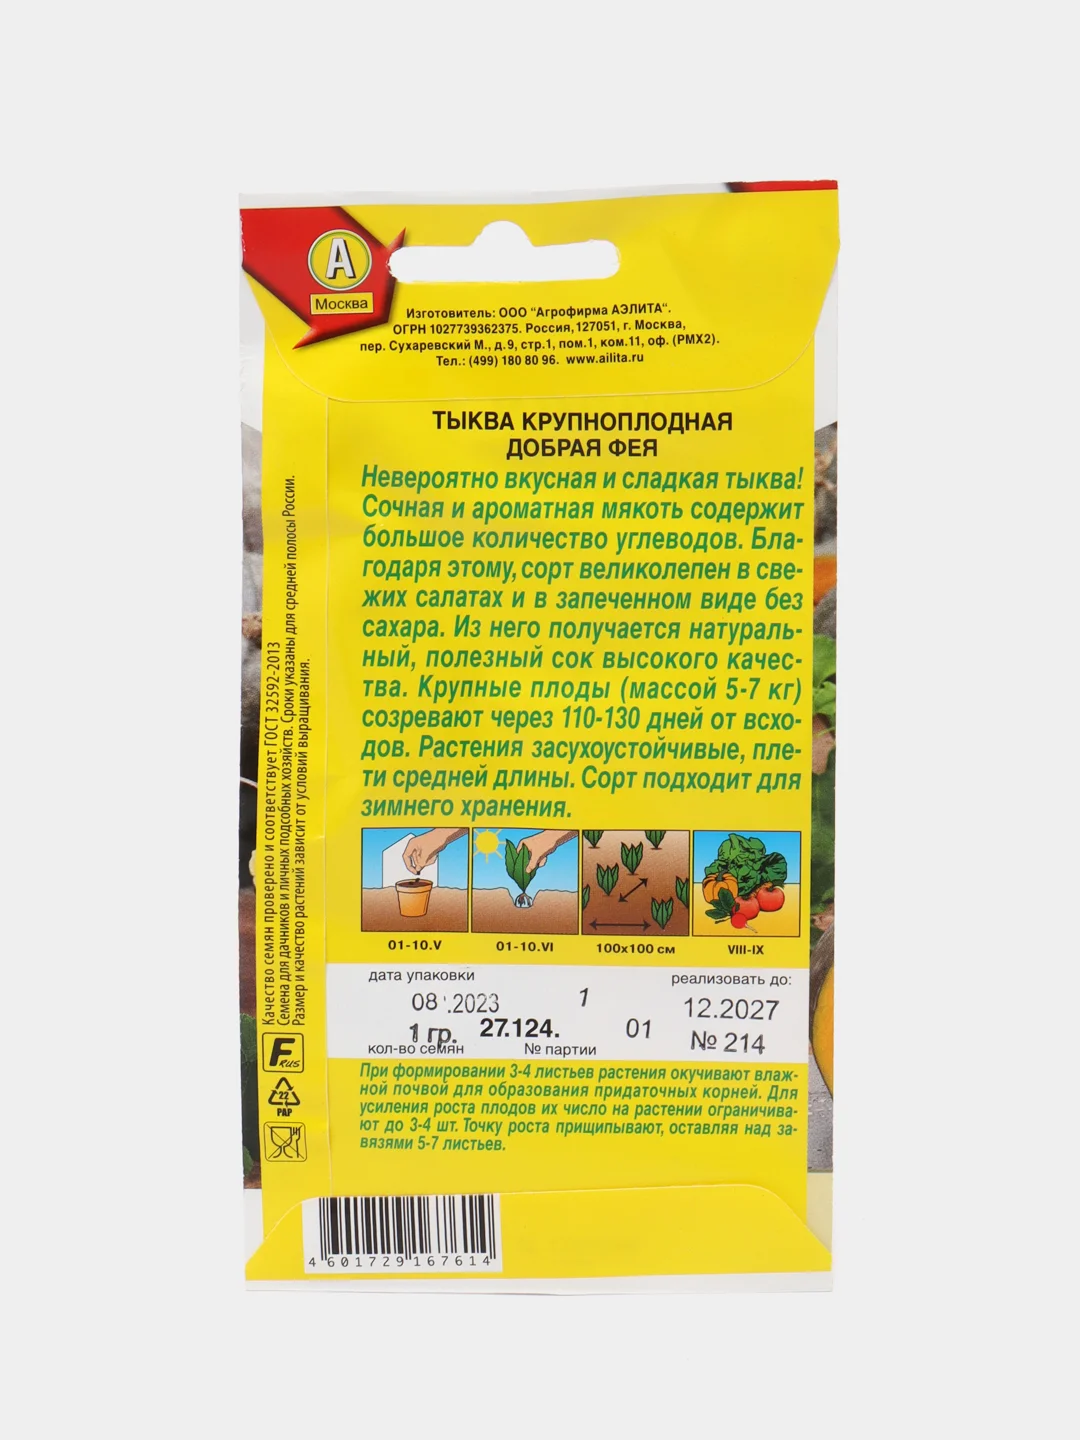 А
Москва
Изготовитель: ООО "Агрофирма АЭЛИТА".
ОГРН 1027739362375. Россия,127051, г. Москва,
пер. Сухаревский М., д.9, стр.1, пом.1, ком.11, оф. (РМХ2).
Тел.: (499) 180 80 96. www.ailita.ru
ТЫКВА КРУПНОПЛОДНАЯ
ДОБРАЯ ФЕЯ
Невероятно вкусная и сладкая тыква!
Сочная и ароматная мякоть содержит
большое количество углеводов. Бла-
годаря этому, сорт великолепен в све-
жих салатах и в запеченном виде без
сахара. Из него получается натураль-
ный, полезный сок высокого качес-
тва. Крупные плоды (массой 5-7 кг)
созревают через 110-130 дней от всхо-
дов. Растения засухоустойчивые, пле-
ти средней длины. Сорт подходит для
зимнего хранения.
01-10.V
01-10.VI
100x100 см
VIII-IX
дата упаковки
реализовать до:
08.2023
1
12.2027
1 гр.
27.124.
01
№ 214
кол-во семян
№ партии
При формировании 3-4 листьев растения окучивают влаж-
ной почвой для образования придаточных корней. Для
усиления роста плодов их число на растении ограничива-
ют до 3-4 шт. Точку роста прищипывают, оставляя над за-
вязями 5-7 листьев.
Качество семян проверено и соответствует ГОСТ 32592-2013
Семена для дачников и личных подсобных хозяйств. Сроки указаны для средней полосы России.
Размер и качество растений зависит от условий выращивания.
F RUS
22
PAP
4 601729 167614